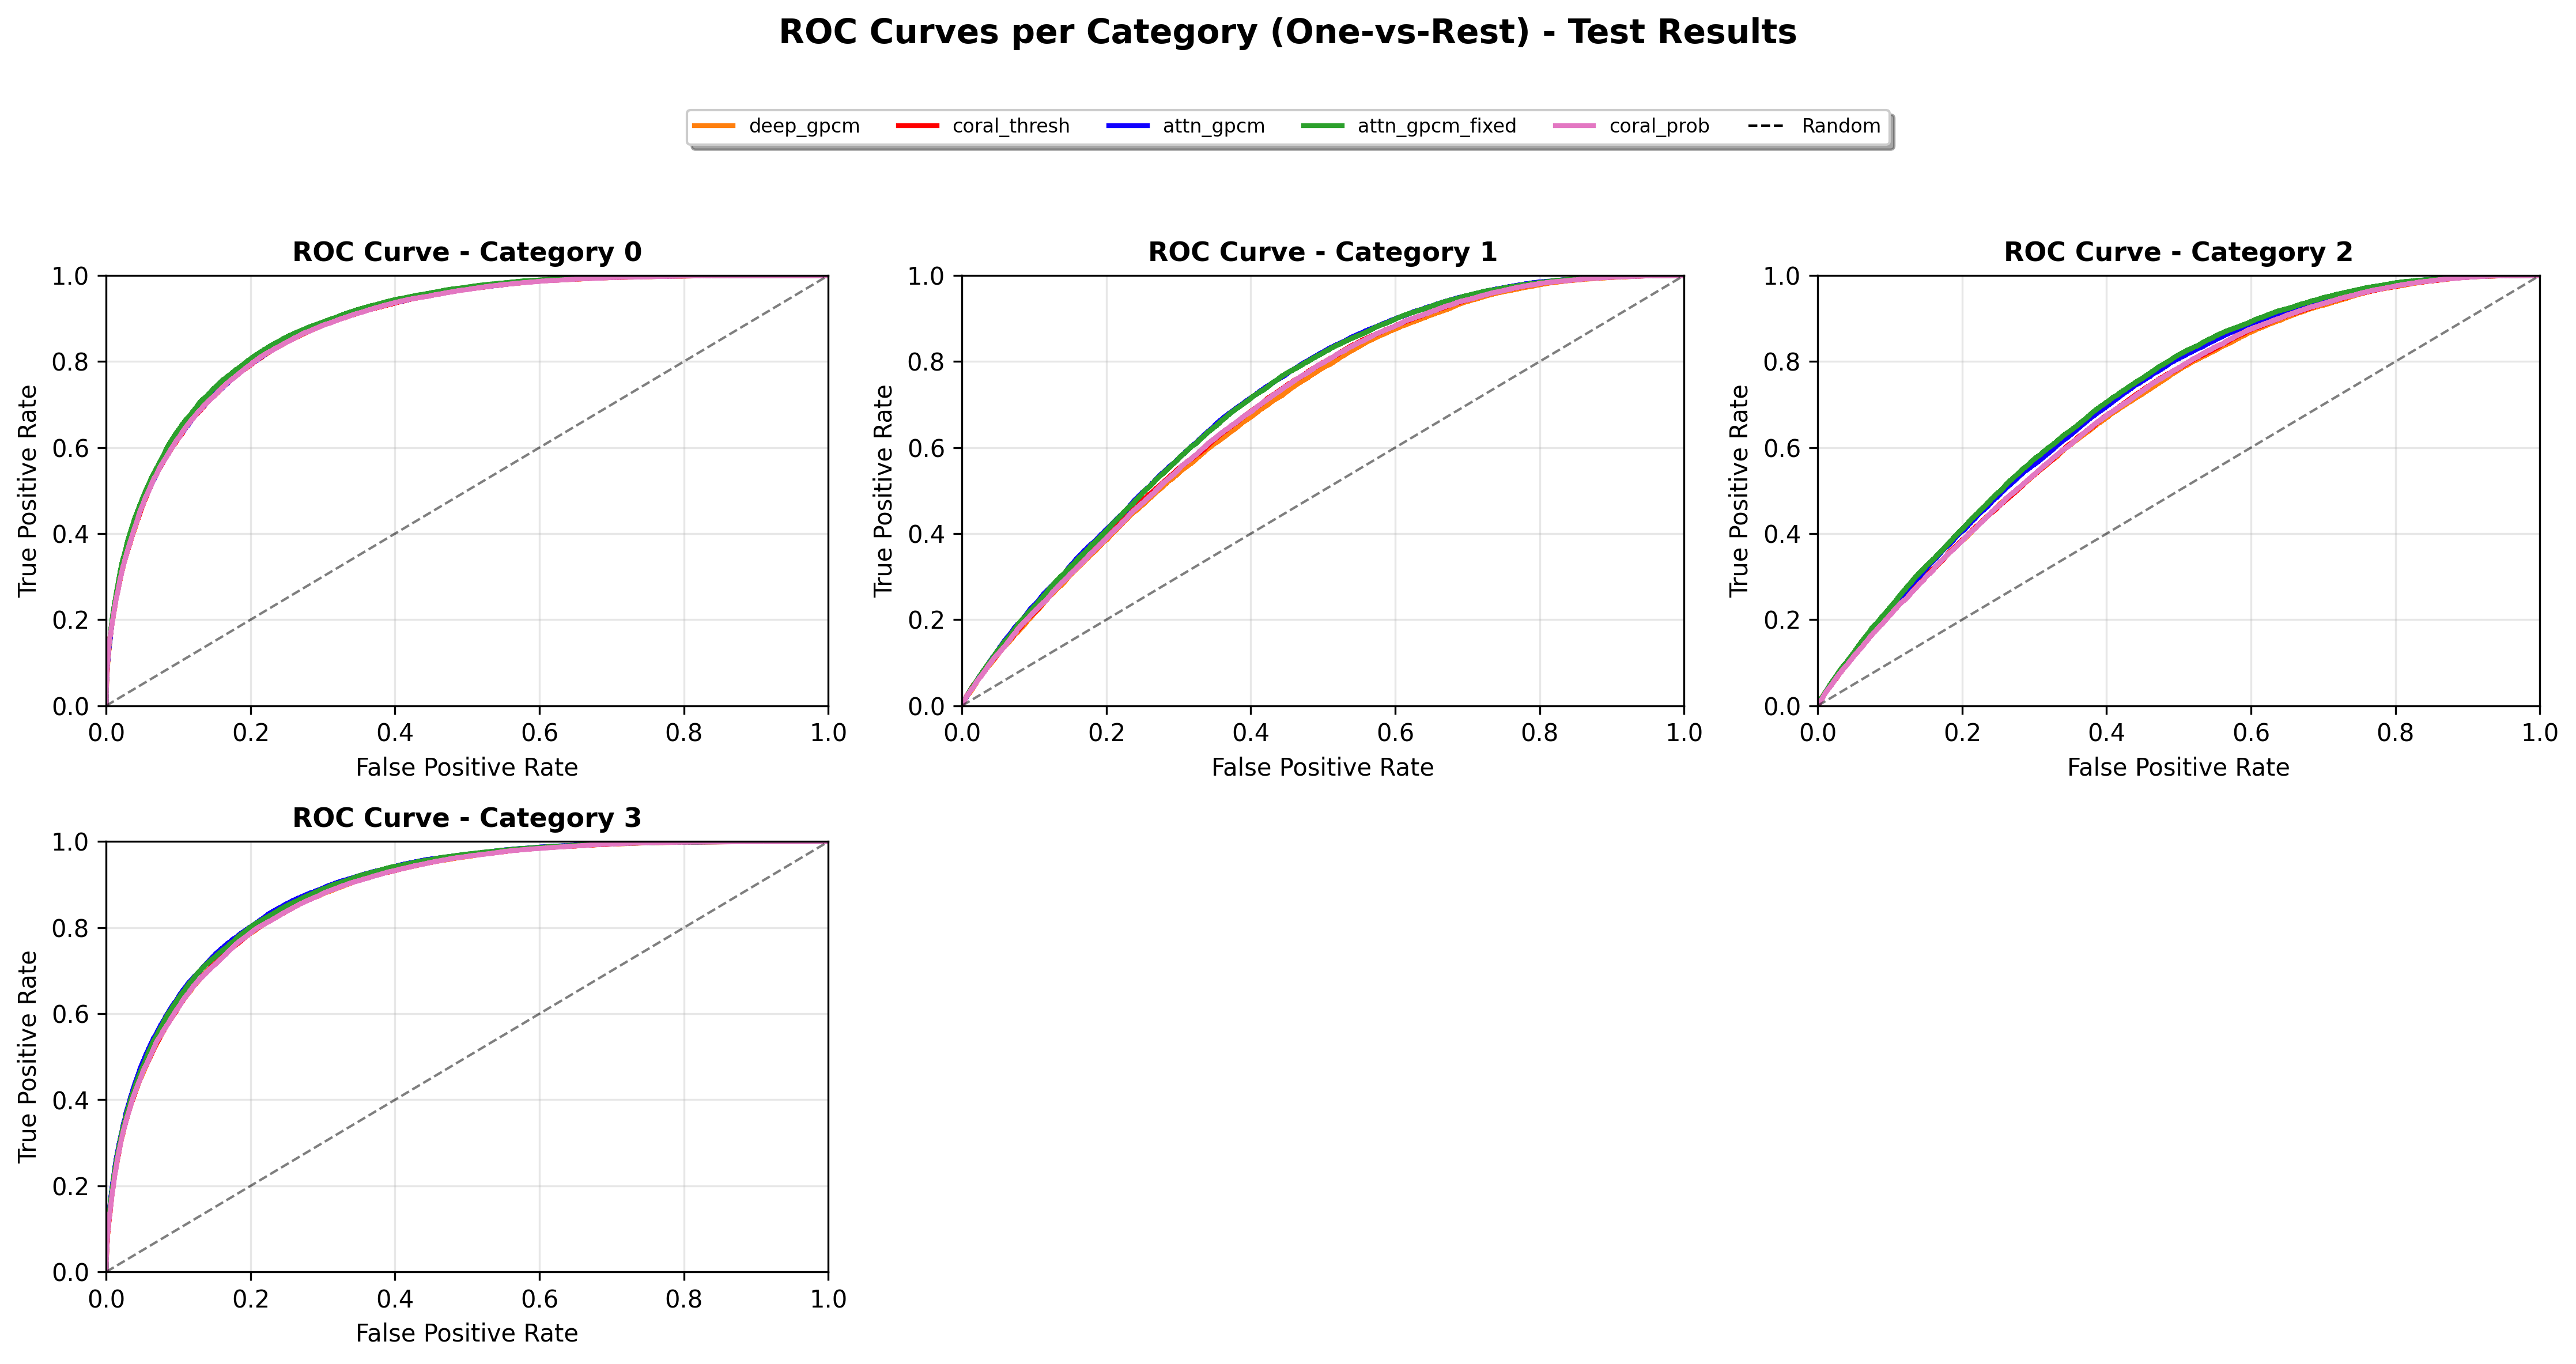 ROC Curves per Category (One-vs-Rest) - Test Results
deep_gpcm coral_thresh attn_gpcm attn_gpcm_fixed coral_prob Random
ROC Curve - Category 0
True Positive Rate
1.0
0.8
0.6
0.4
0.2
0.0
0.0 0.2 0.4 0.6 0.8 1.0
False Positive Rate
ROC Curve - Category 1
True Positive Rate
1.0
0.8
0.6
0.4
0.2
0.0
0.0 0.2 0.4 0.6 0.8 1.0
False Positive Rate
ROC Curve - Category 2
True Positive Rate
1.0
0.8
0.6
0.4
0.2
0.0
0.0 0.2 0.4 0.6 0.8 1.0
False Positive Rate
ROC Curve - Category 3
True Positive Rate
1.0
0.8
0.6
0.4
0.2
0.0
0.0 0.2 0.4 0.6 0.8 1.0
False Positive Rate